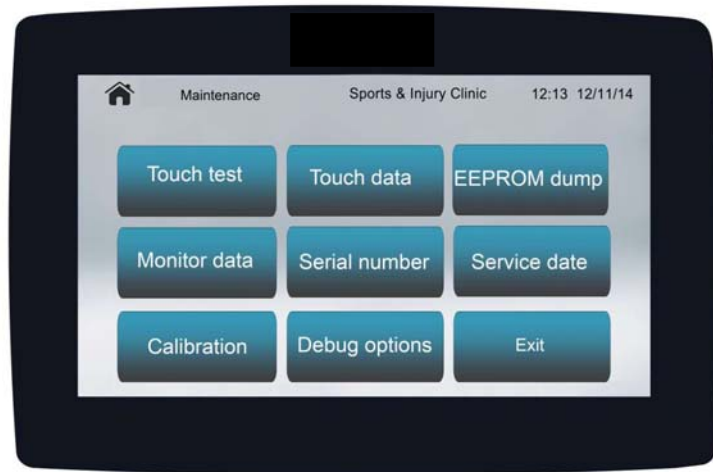 Maintenance Sports & Injury Clinic 12:13 12/11/14
Touch test Touch data EEPROM dump
Monitor data Serial number Service date
Calibration Debug options Exit